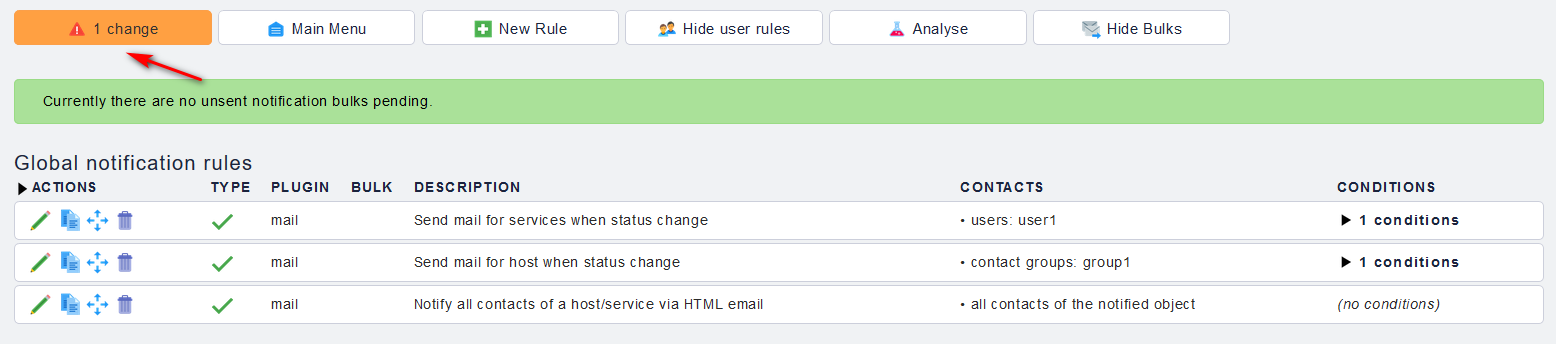 1 change Main Menu New Rule Hide user rules Analyse Hide Bulks
Currently there are no unsent notification bulks pending.
Global notification rules
ACTIONS TYPE PLUGIN BULK DESCRIPTION CONTACTS CONDITIONS
mail Send mail for services when status change • users: user1 1 conditions
mail Send mail for host when status change • contact groups: group1 1 conditions
mail Notify all contacts of a host/service via HTML email • all contacts of the notified object (no conditions)